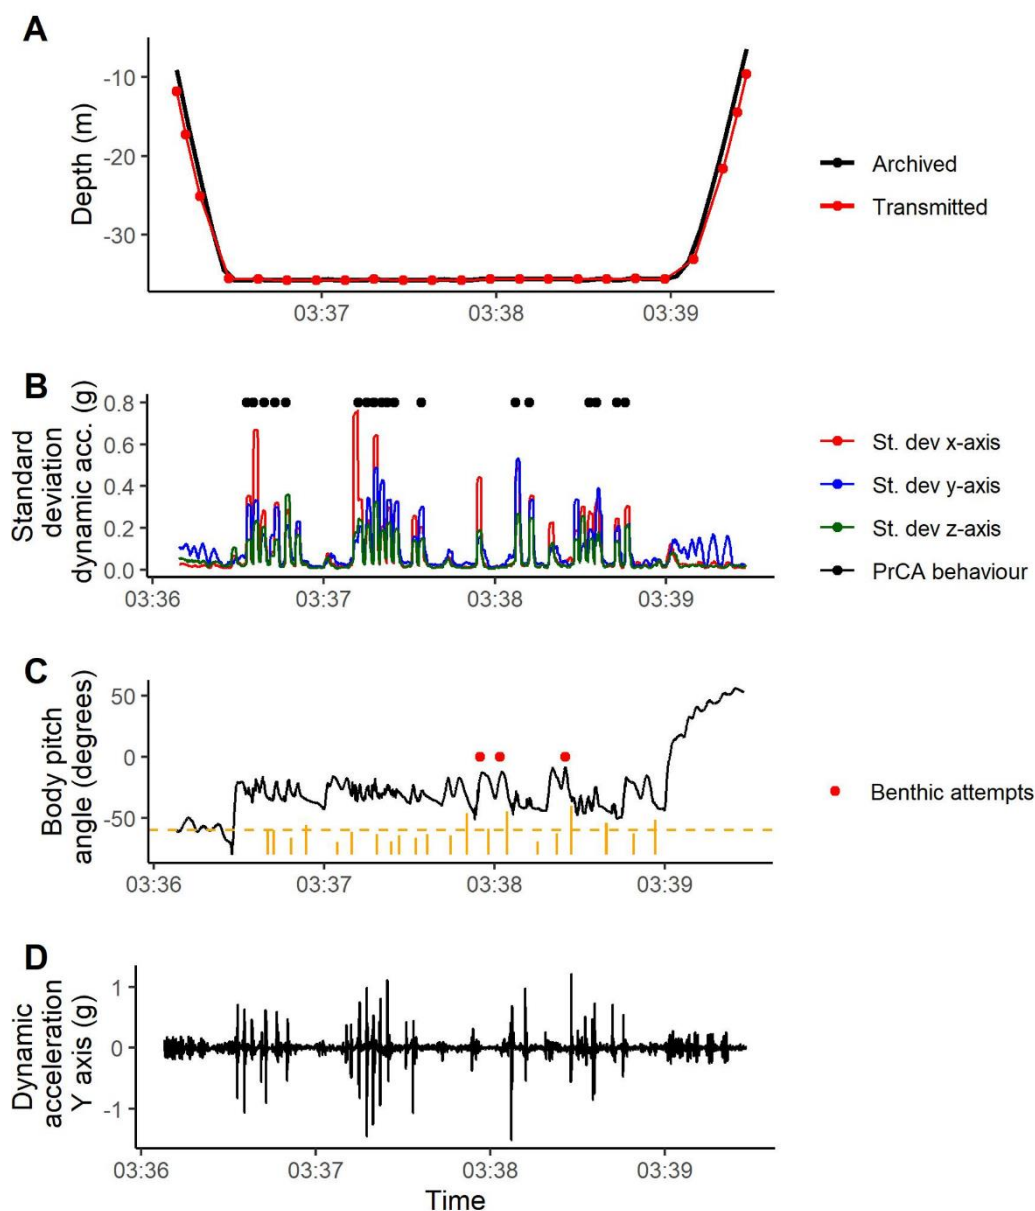 A
Depth (m)
-10
-20
-30
03:37
03:38
03:39
Archived
Transmitted
B
Standard
deviation
dynamic acc. (g)
0.8
0.6
0.4
0.2
0.0
03:36
03:37
03:38
03:39
St. dev x-axis
St. dev y-axis
St. dev z-axis
PrCA behaviour
C
Body pitch
angle (degrees)
50
0
-50
03:36
03:37
03:38
03:39
Benthic attempts
D
Dynamic
acceleration
Y axis (g)
1
0
-1
03:36
03:37
03:38
03:39
Time